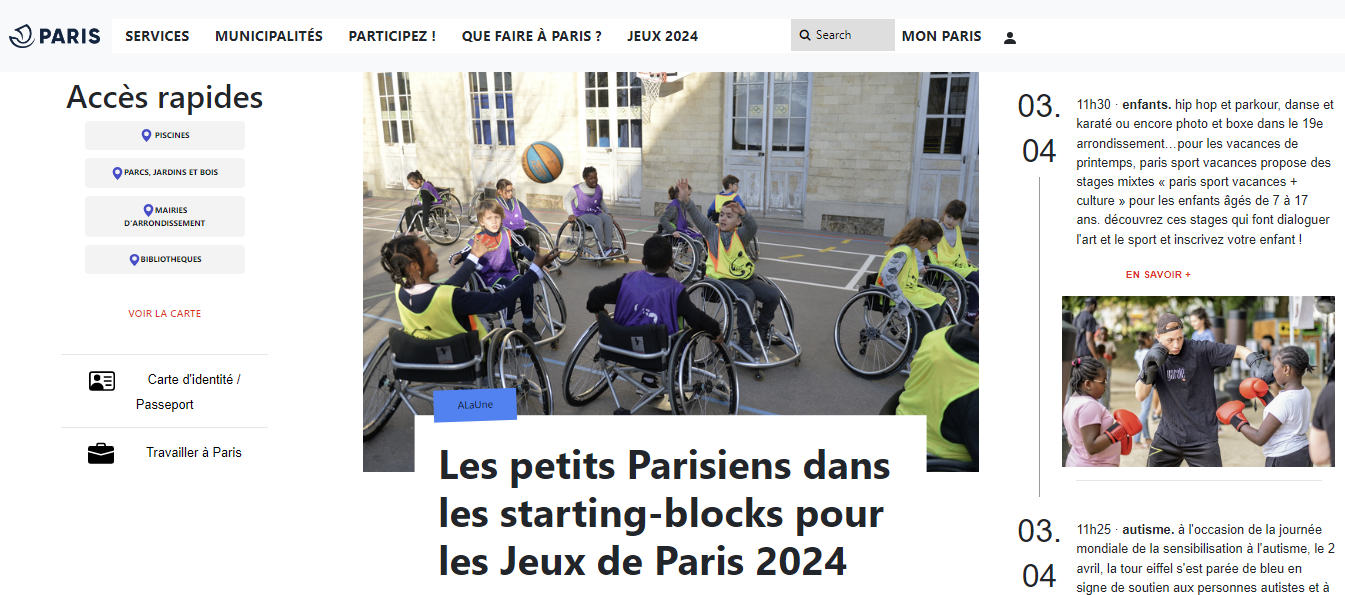 PARIS
SERVICES
MUNICIPALITÉS
PARTICIPEZ !
QUE FAIRE À PARIS ?
JEUX 2024
Search
MON PARIS
Accès rapides
PISCINES
PARCS, JARDINS ET BOIS
MAIRIES
D'ARRONDISSEMENT
BIBLIOTHEQUES
VOIR LA CARTE
Carte d'identité /
Passeport
Travailler à Paris
ALaUne
Les petits Parisiens dans
les starting-blocks pour
les Jeux de Paris 2024
03.
04
11h30 · enfants. hip hop et parkour, danse et
karaté ou encore photo et boxe dans le 19e
arrondissement…pour les vacances de
printemps, paris sport vacances propose des
stages mixtes « paris sport vacances +
culture » pour les enfants âgés de 7 à 17
ans. découvrez ces stages qui font dialoguer
l'art et le sport et inscrivez votre enfant !
EN SAVOIR +
03.
04
11h25 · autisme. à l'occasion de la journée
mondiale de la sensibilisation à l'autisme, le 2
avril, la tour eiffel s'est parée de bleu en
signe de soutien aux personnes autistes et à